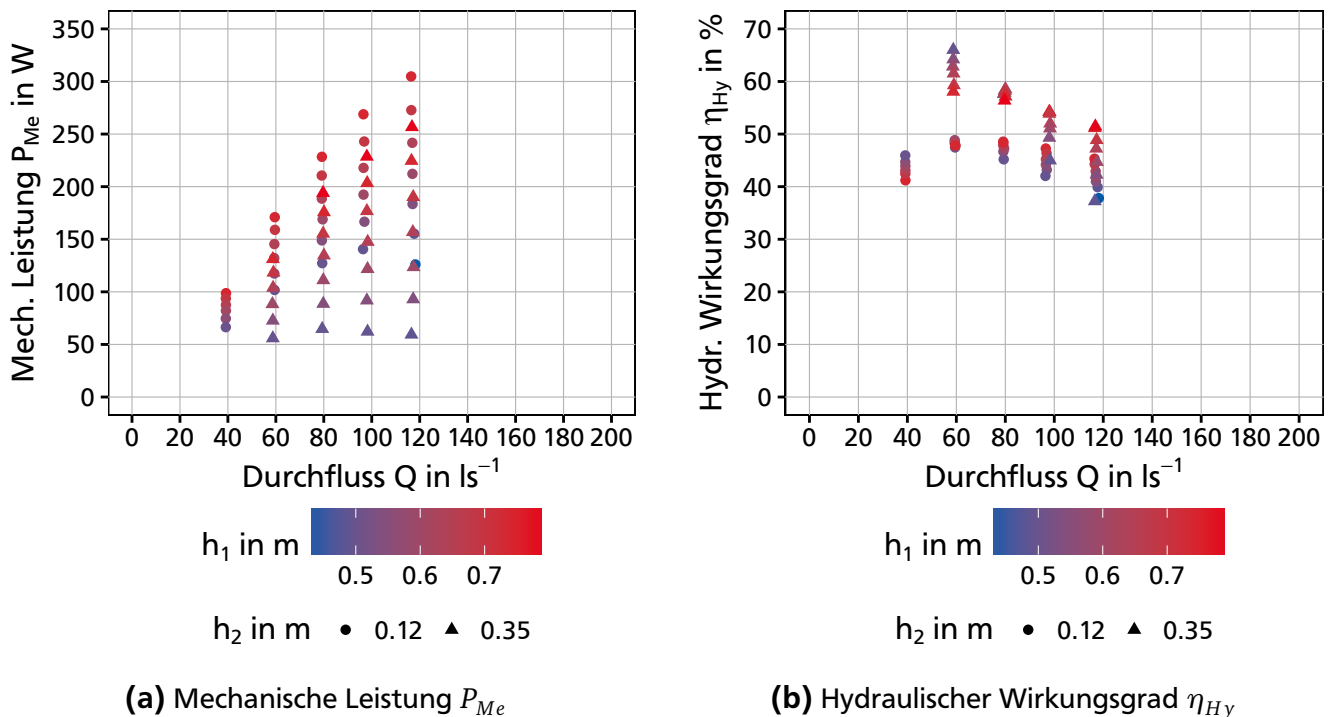 Mech. Leistung P_Me in W
350
300
250
200
150
100
50
0
0 20 40 60 80 100 120 140 160 180 200
Durchfluss Q in ls⁻¹
h₁ in m
0.5 0.6 0.7
h₂ in m 0.12 0.35
(a) Mechanische Leistung P_Me
Hydr. Wirkungsgrad η_Hy in %
70
60
50
40
30
20
10
0
0 20 40 60 80 100 120 140 160 180 200
Durchfluss Q in ls⁻¹
h₁ in m
0.5 0.6 0.7
h₂ in m 0.12 0.35
(b) Hydraulischer Wirkungsgrad η_Hy